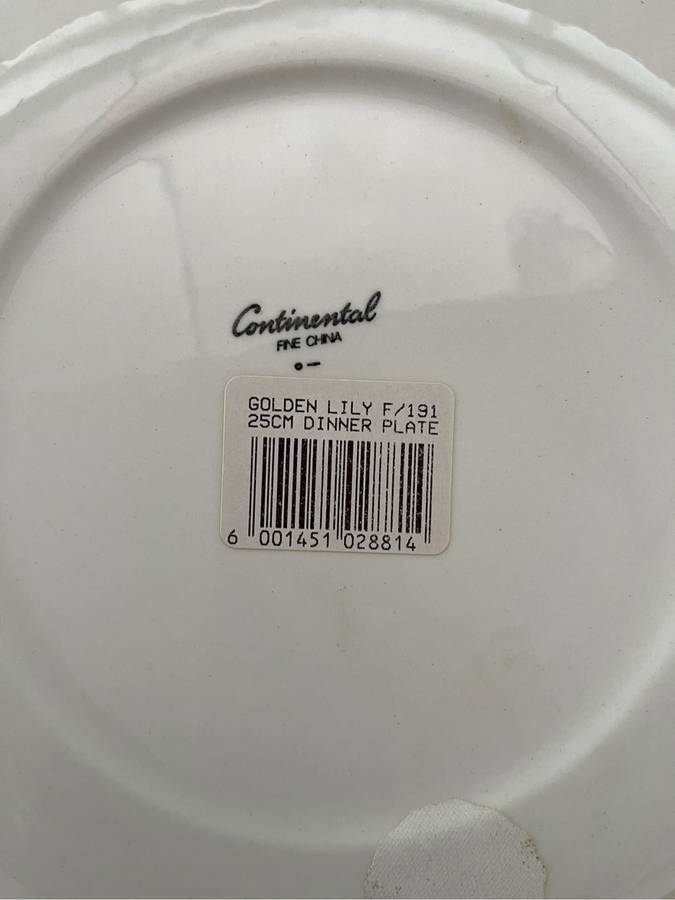 Continental
FINE CHINA
GOLDEN LILY F/191
25CM DINNER PLATE
6 001451 028814